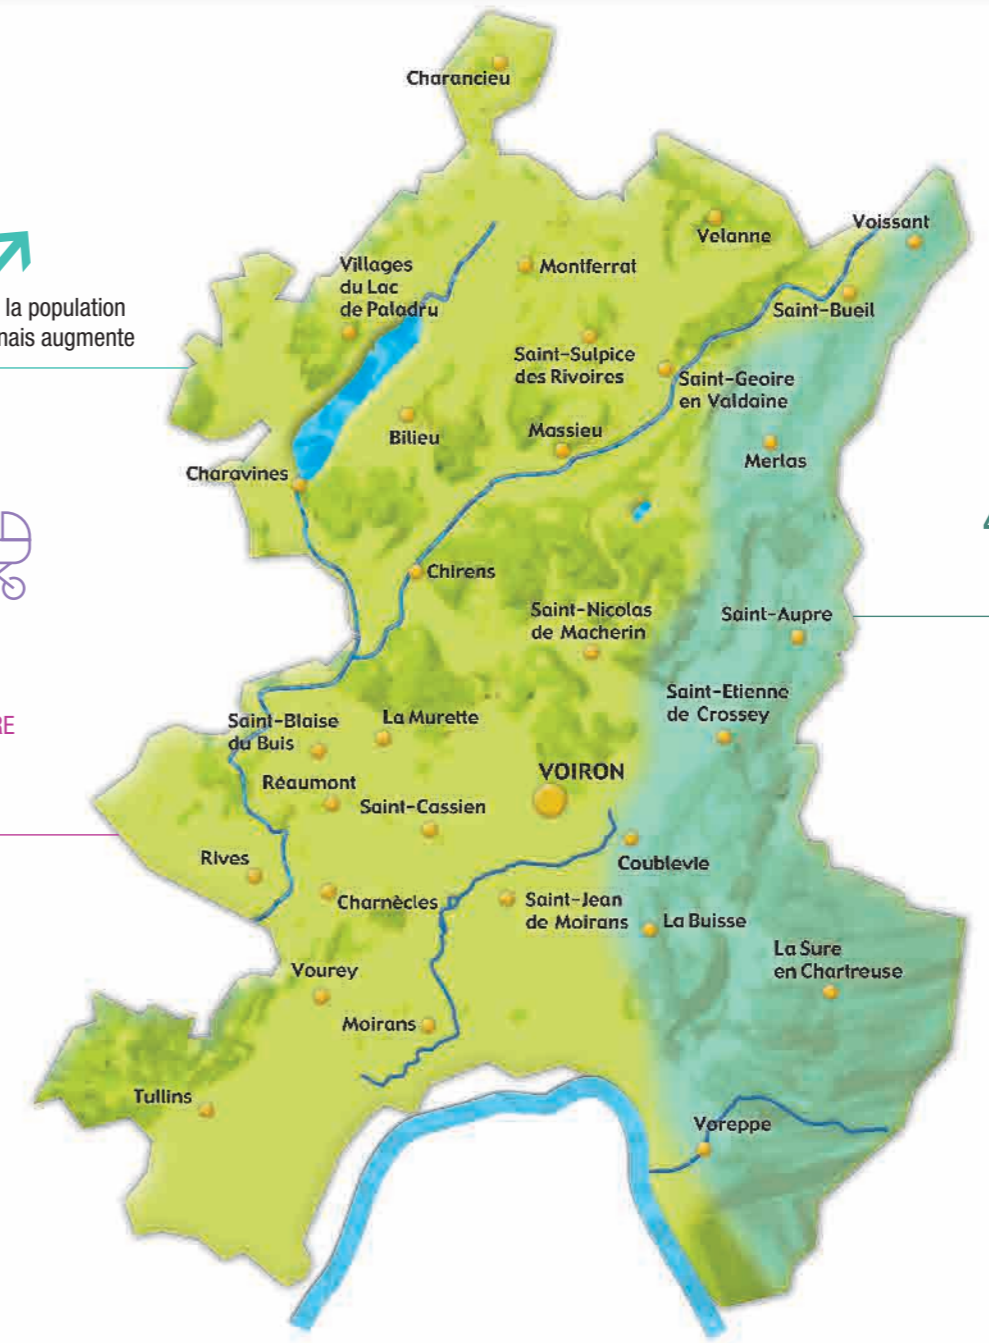 Charancieu
Voissant
Velanne
Villages
du Lac
de Paladru
Montferrat
la population
mais augmente
Saint-Bueil
Saint-Sulpice
des Rivoires
Saint-Geoire
en Valdaine
Massieu
Bilieu
Merlas
Charavines
Chirens
Saint-Nicolas
de Macherin
Saint-Aupre
Saint-Etienne
de Crossey
RE
Saint-Blaise
du Buis
La Murette
VOIRON
Réaumont
Saint-Cassien
Rives
Coublevie
Charnècles
Saint-Jean
de Moirans
La Buisse
La Sure
en Chartreuse
Vourey
Moirans
Tullins
Voreppe